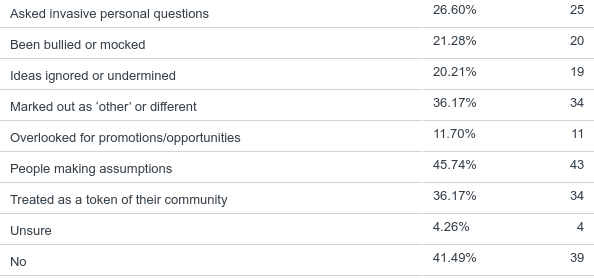 Asked invasive personal questions 26.60% 25
Been bullied or mocked 21.28% 20
Ideas ignored or undermined 20.21% 19
Marked out as ‘other’ or different 36.17% 34
Overlooked for promotions/opportunities 11.70% 11
People making assumptions 45.74% 43
Treated as a token of their community 36.17% 34
Unsure 4.26% 4
No 41.49% 39